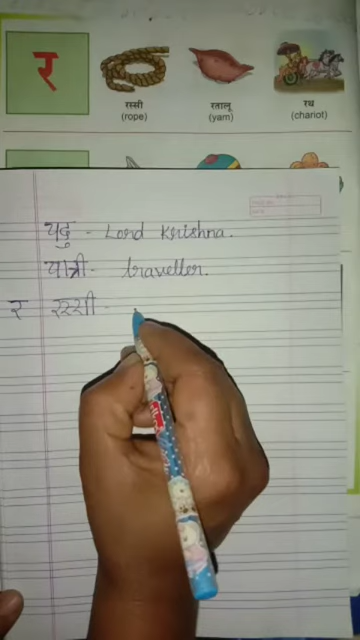 र
रस्सी रतालू रथ
(rope) (yam) (chariot)
यदु - Lord Krishna.
यात्री - traveller.
र रस्सी -